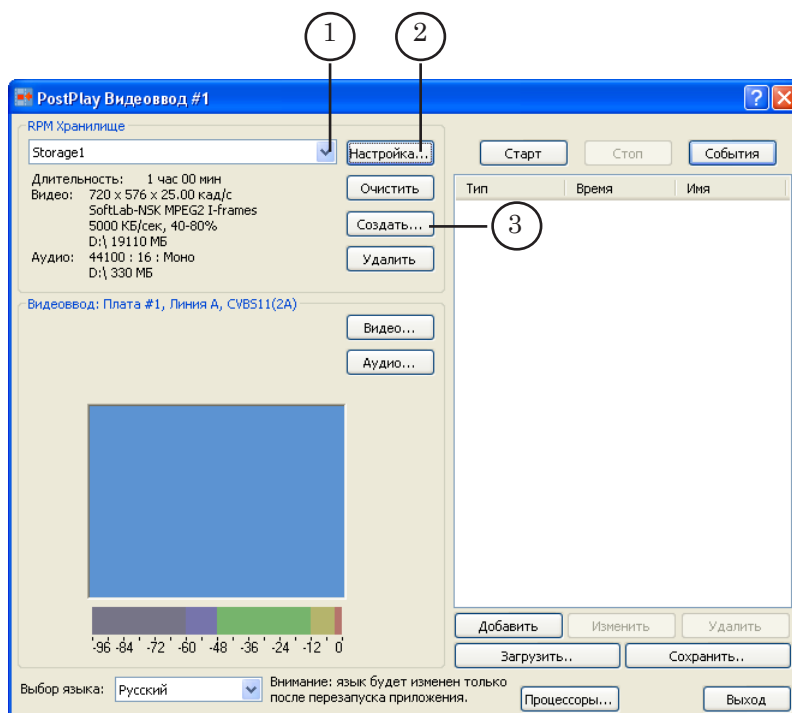 1 2
PostPlay Видеоввод #1
RPM Хранилище
Storage1
Настройка...
Длительность: 1 час 00 мин
Видео: 720 x 576 x 25.00 кад/с
SoftLab-NSK MPEG2 I-frames
5000 КБ/сек, 40-80%
D:\ 19110 МБ
Аудио: 44100 : 16 : Моно
D:\ 330 МБ
Очистить
Создать...
3
Удалить
Видеоввод: Плата #1, Линия A, CVBS11(2A)
Видео...
Аудио...
-96 -84 -72 -60 -48 -36 -24 -12 0
Старт Стоп События
Тип Время Имя
Добавить Изменить Удалить
Загрузить.. Сохранить..
Выбор языка: Русский
Внимание: язык будет изменен только
после перезапуска приложения.
Процессоры... Выход